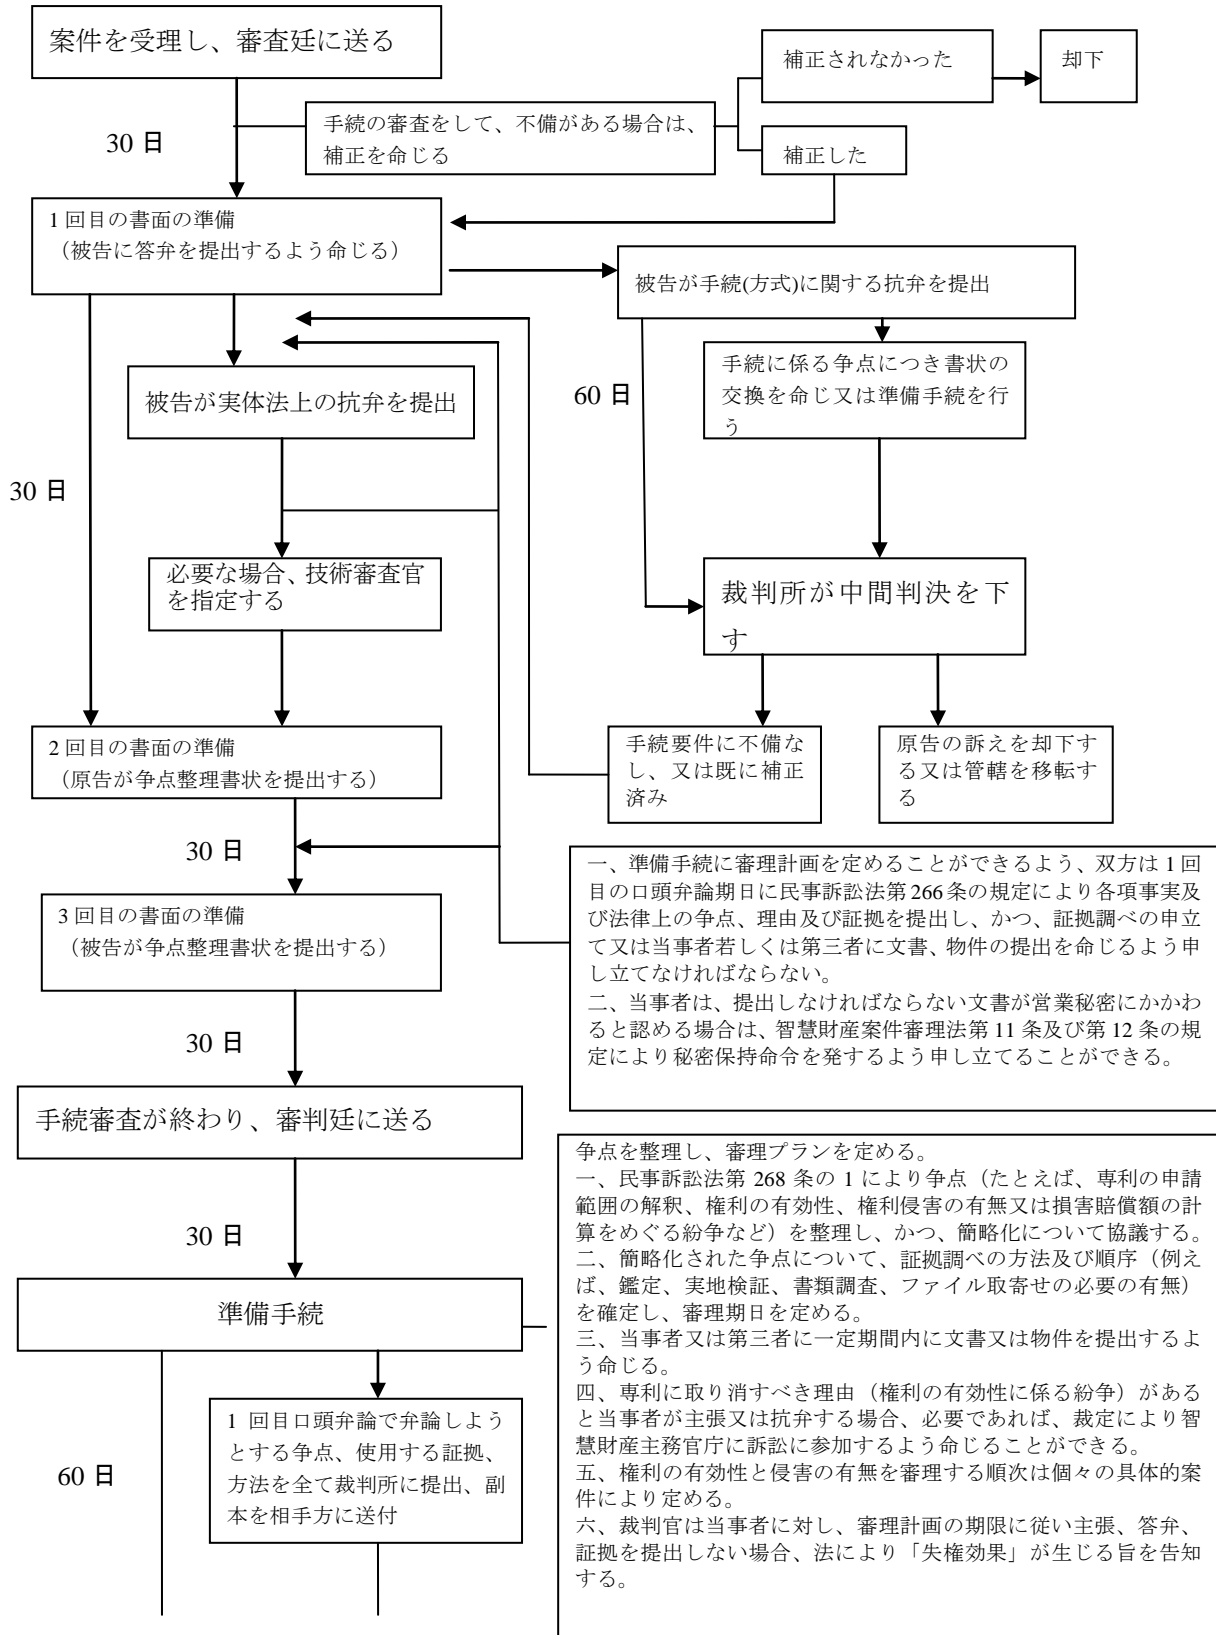 案件を受理し、審査廷に送る
補正されなかった
却下
30 日
手続の審査をして、不備がある場合は、
補正を命じる
補正した
1 回目の書面の準備
（被告に答弁を提出するよう命じる）
被告が手続(方式)に関する抗弁を提出
被告が実体法上の抗弁を提出
60 日
手続に係る争点につき書状の
交換を命じ又は準備手続を行
う
30 日
必要な場合、技術審査官
を指定する
裁判所が中間判決を下
す
2 回目の書面の準備
（原告が争点整理書状を提出する）
手続要件に不備な
し、又は既に補正
済み
原告の訴えを却下す
る又は管轄を移転す
る
30 日
3 回目の書面の準備
（被告が争点整理書状を提出する）
一、準備手続に審理計画を定めることができるよう、双方は 1 回
目の口頭弁論期日に民事訴訟法第 266 条の規定により各項事実及
び法律上の争点、理由及び証拠を提出し、かつ、証拠調べの申立
て又は当事者若しくは第三者に文書、物件の提出を命じるよう申
し立てなければならない。
二、当事者は、提出しなければならない文書が営業秘密にかかわ
ると認める場合は、智慧財産案件審理法第 11 条及び第 12 条の規
定により秘密保持命令を発するよう申し立てることができる。
30 日
手続審査が終わり、審判廷に送る
30 日
準備手続
争点を整理し、審理プランを定める。
一、民事訴訟法第 268 条の 1 により争点（たとえば、専利の申請
範囲の解釈、権利の有効性、権利侵害の有無又は損害賠償額の計
算をめぐる紛争など）を整理し、かつ、簡略化について協議する。
二、簡略化された争点について、証拠調べの方法及び順序（例え
ば、鑑定、実地検証、書類調査、ファイル取寄せの必要の有無）
を確定し、審理期日を定める。
三、当事者又は第三者に一定期間内に文書又は物件を提出するよ
う命じる。
四、専利に取り消すべき理由（権利の有効性に係る紛争）がある
と当事者が主張又は抗弁する場合、必要であれば、裁定により智
慧財産主務官庁に訴訟に参加するよう命じることができる。
五、権利の有効性と侵害の有無を審理する順次は個々の具体的案
件により定める。
六、裁判官は当事者に対し、審理計画の期限に従い主張、答弁、
証拠を提出しない場合、法により「失権効果」が生じる旨を告知
する。
60 日
1 回目口頭弁論で弁論しよう
とする争点、使用する証拠、
方法を全て裁判所に提出、副
本を相手方に送付